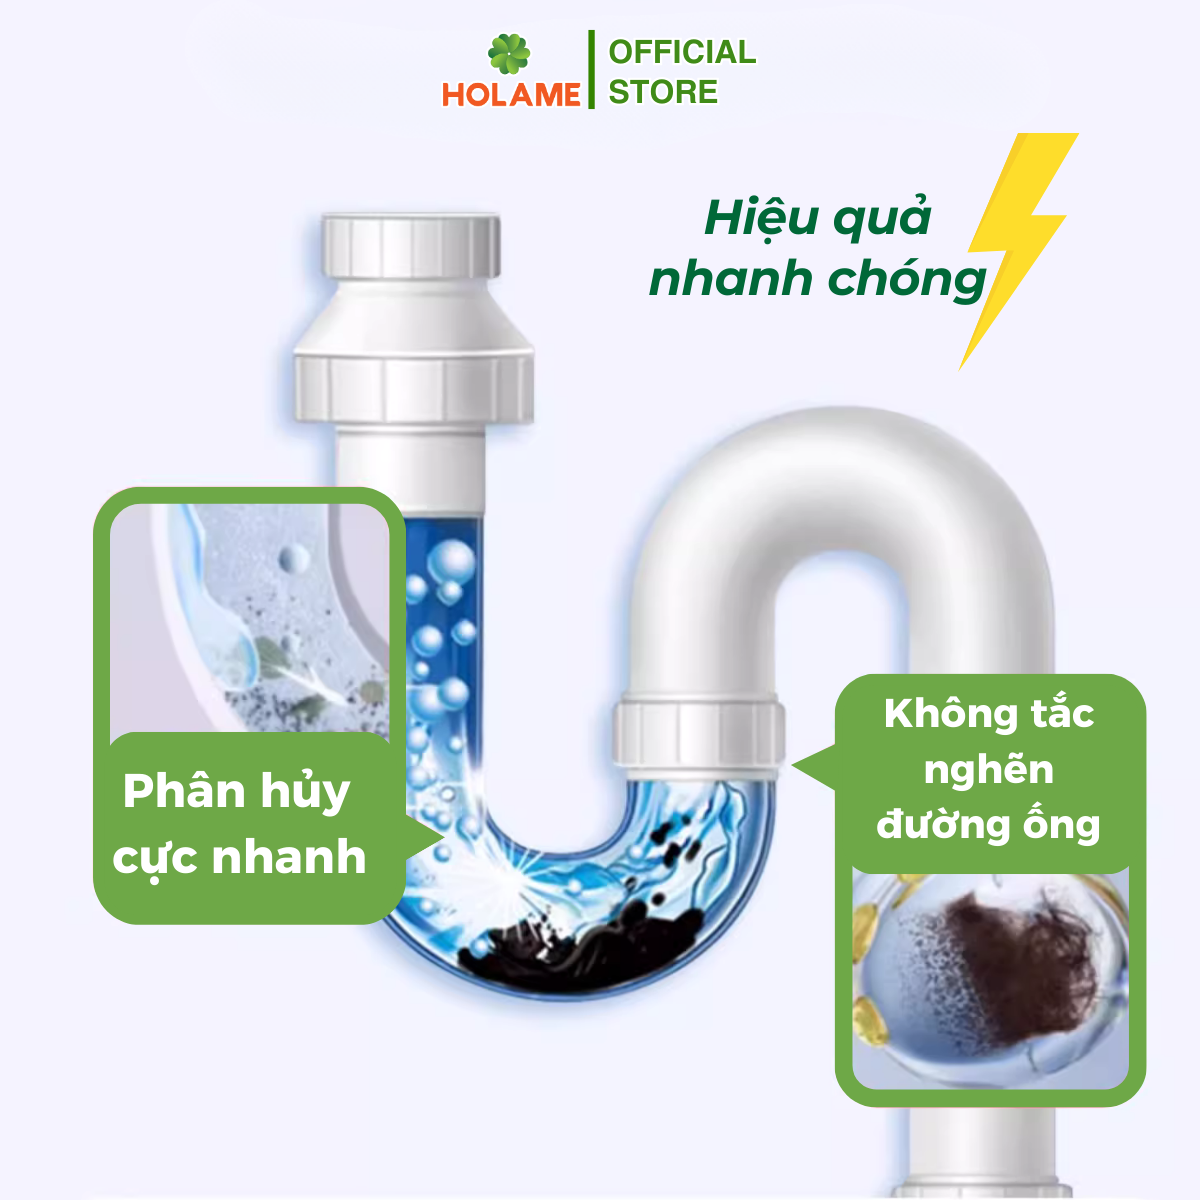 HOLAME
OFFICIAL
STORE
Hiệu quả
nhanh chóng
Phân hủy
cực nhanh
Không tắc
nghẽn
đường ống